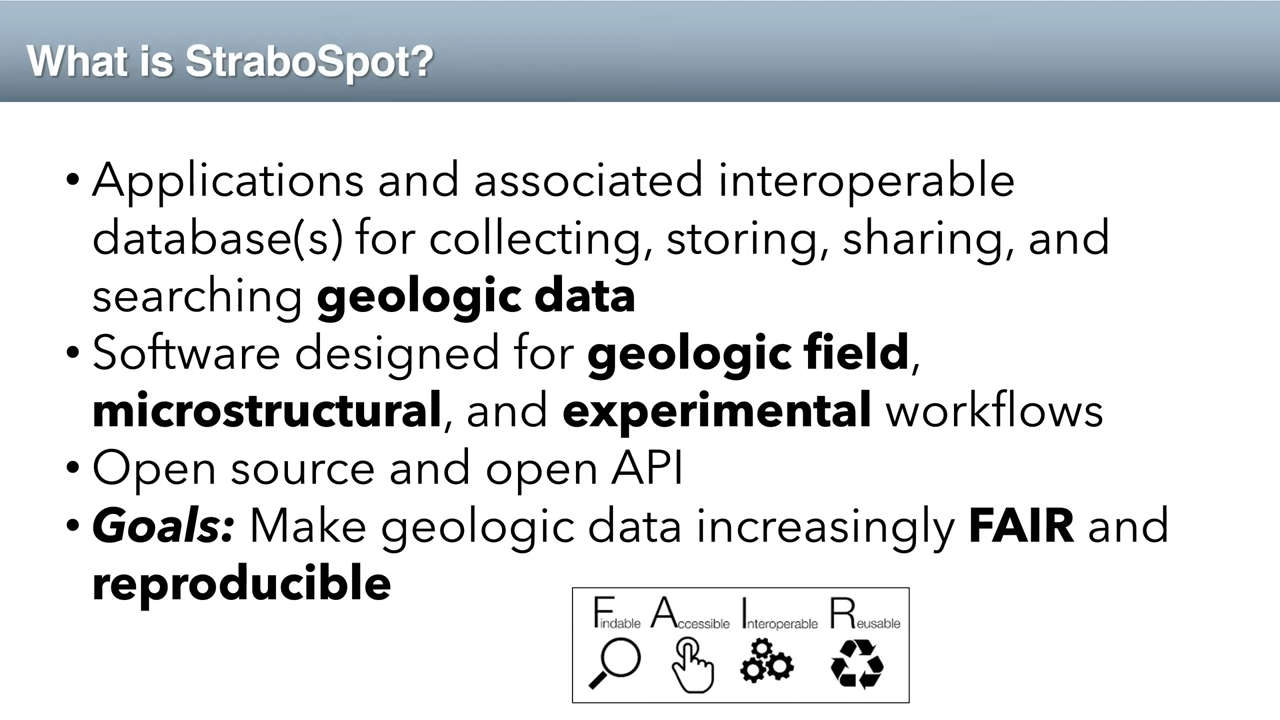 What is StraboSpot?
• Applications and associated interoperable
database(s) for collecting, storing, sharing, and
searching geologic data
• Software designed for geologic field,
microstructural, and experimental workflows
• Open source and open API
• Goals: Make geologic data increasingly FAIR and
reproducible
Findable Accessible Interoperable Reusable